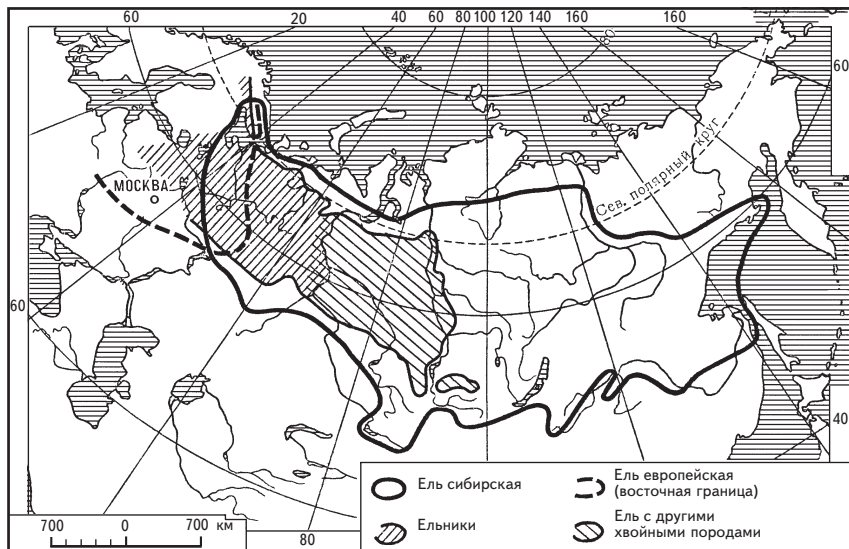 60 20 40 60 80 100 120 140 160 160
80
60
Сев. полярный круг
МОСКВА
60
40
Ель сибирская
Ель европейская
(восточная граница)
Ельники
Ель с другими
хвойными породами
700 0 700 км
80